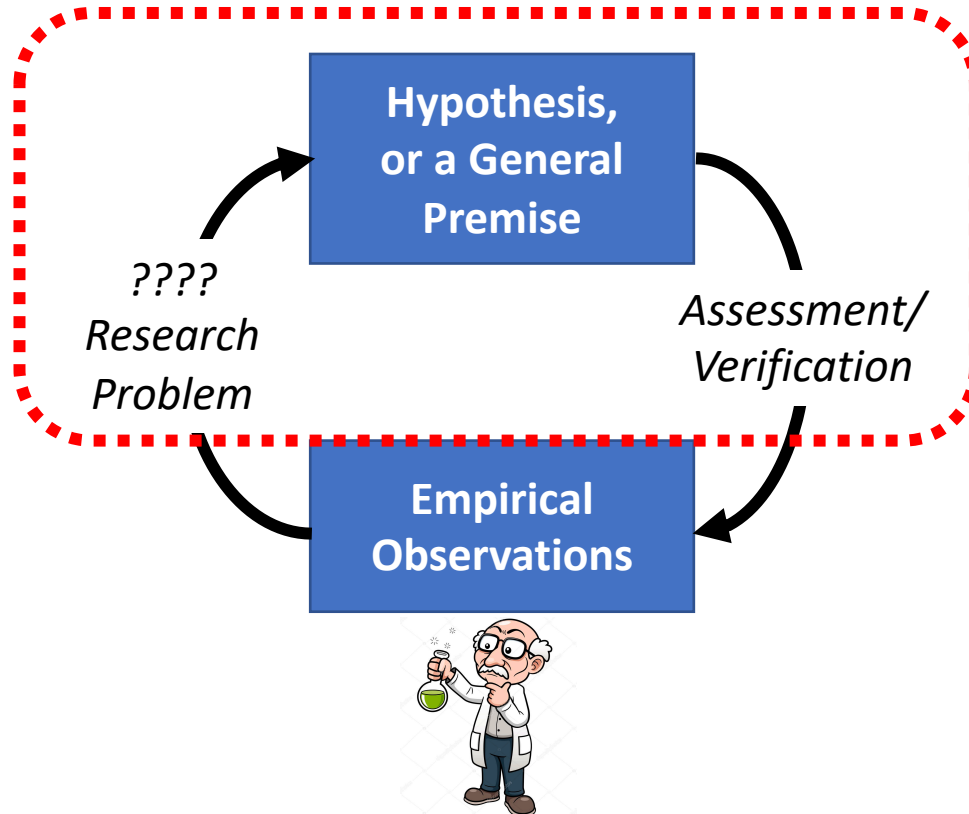 Hypothesis,
or a General
Premise
????
Research
Problem
Assessment/
Verification
Empirical
Observations